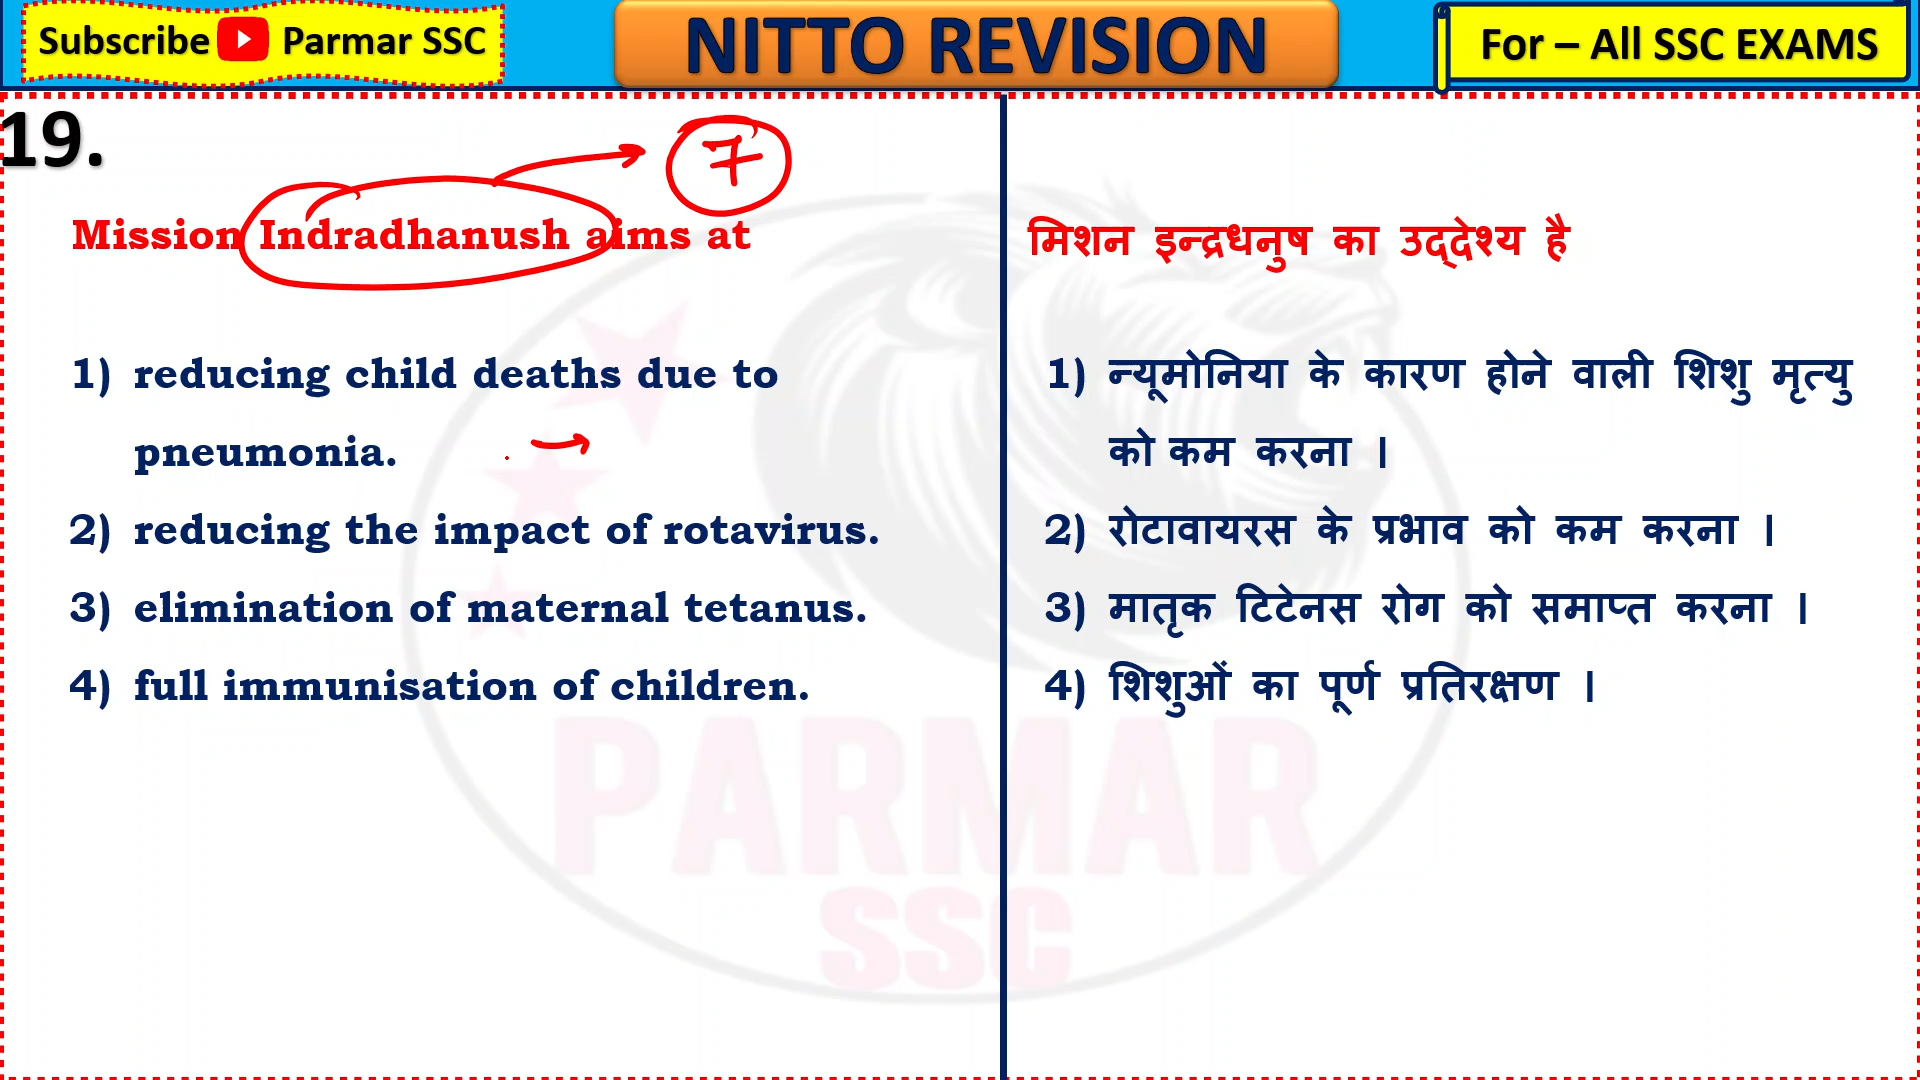 Subscribe Parmar SSC
NITTO REVISION
For – All SSC EXAMS
19.
7
Mission Indradhanush aims at
1) reducing child deaths due to
pneumonia.
2) reducing the impact of rotavirus.
3) elimination of maternal tetanus.
4) full immunisation of children.
मिशन इन्द्रधनुष का उद्देश्य है
1) न्यूमोनिया के कारण होने वाली शिशु मृत्यु
को कम करना ।
2) रोटावायरस के प्रभाव को कम करना ।
3) मातृक टिटेनस रोग को समाप्त करना ।
4) शिशुओं का पूर्ण प्रतिरक्षण ।
PARMAR
SSC